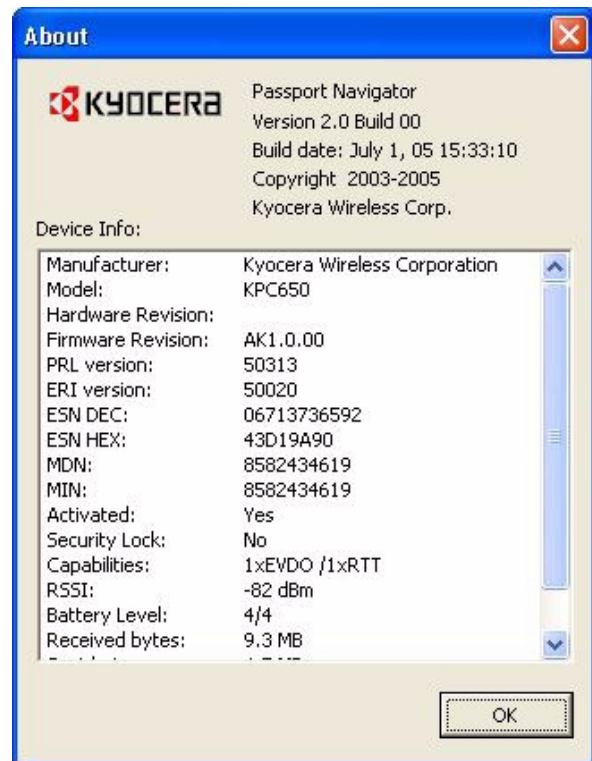 About
KYOCERA
Passport Navigator
Version 2.0 Build 00
Build date: July 1, 05 15:33:10
Copyright 2003-2005
Kyocera Wireless Corp.
Device Info:
Manufacturer: Kyocera Wireless Corporation
Model: KPC650
Hardware Revision:
Firmware Revision: AK1.0.00
PRL version: 50313
ERI version: 50020
ESN DEC: 06713736592
ESN HEX: 43D19A90
MDN: 8582434619
MIN: 8582434619
Activated: Yes
Security Lock: No
Capabilities: 1xEVDO /1xRTT
RSSI: -82 dBm
Battery Level: 4/4
Received bytes: 9.3 MB
OK